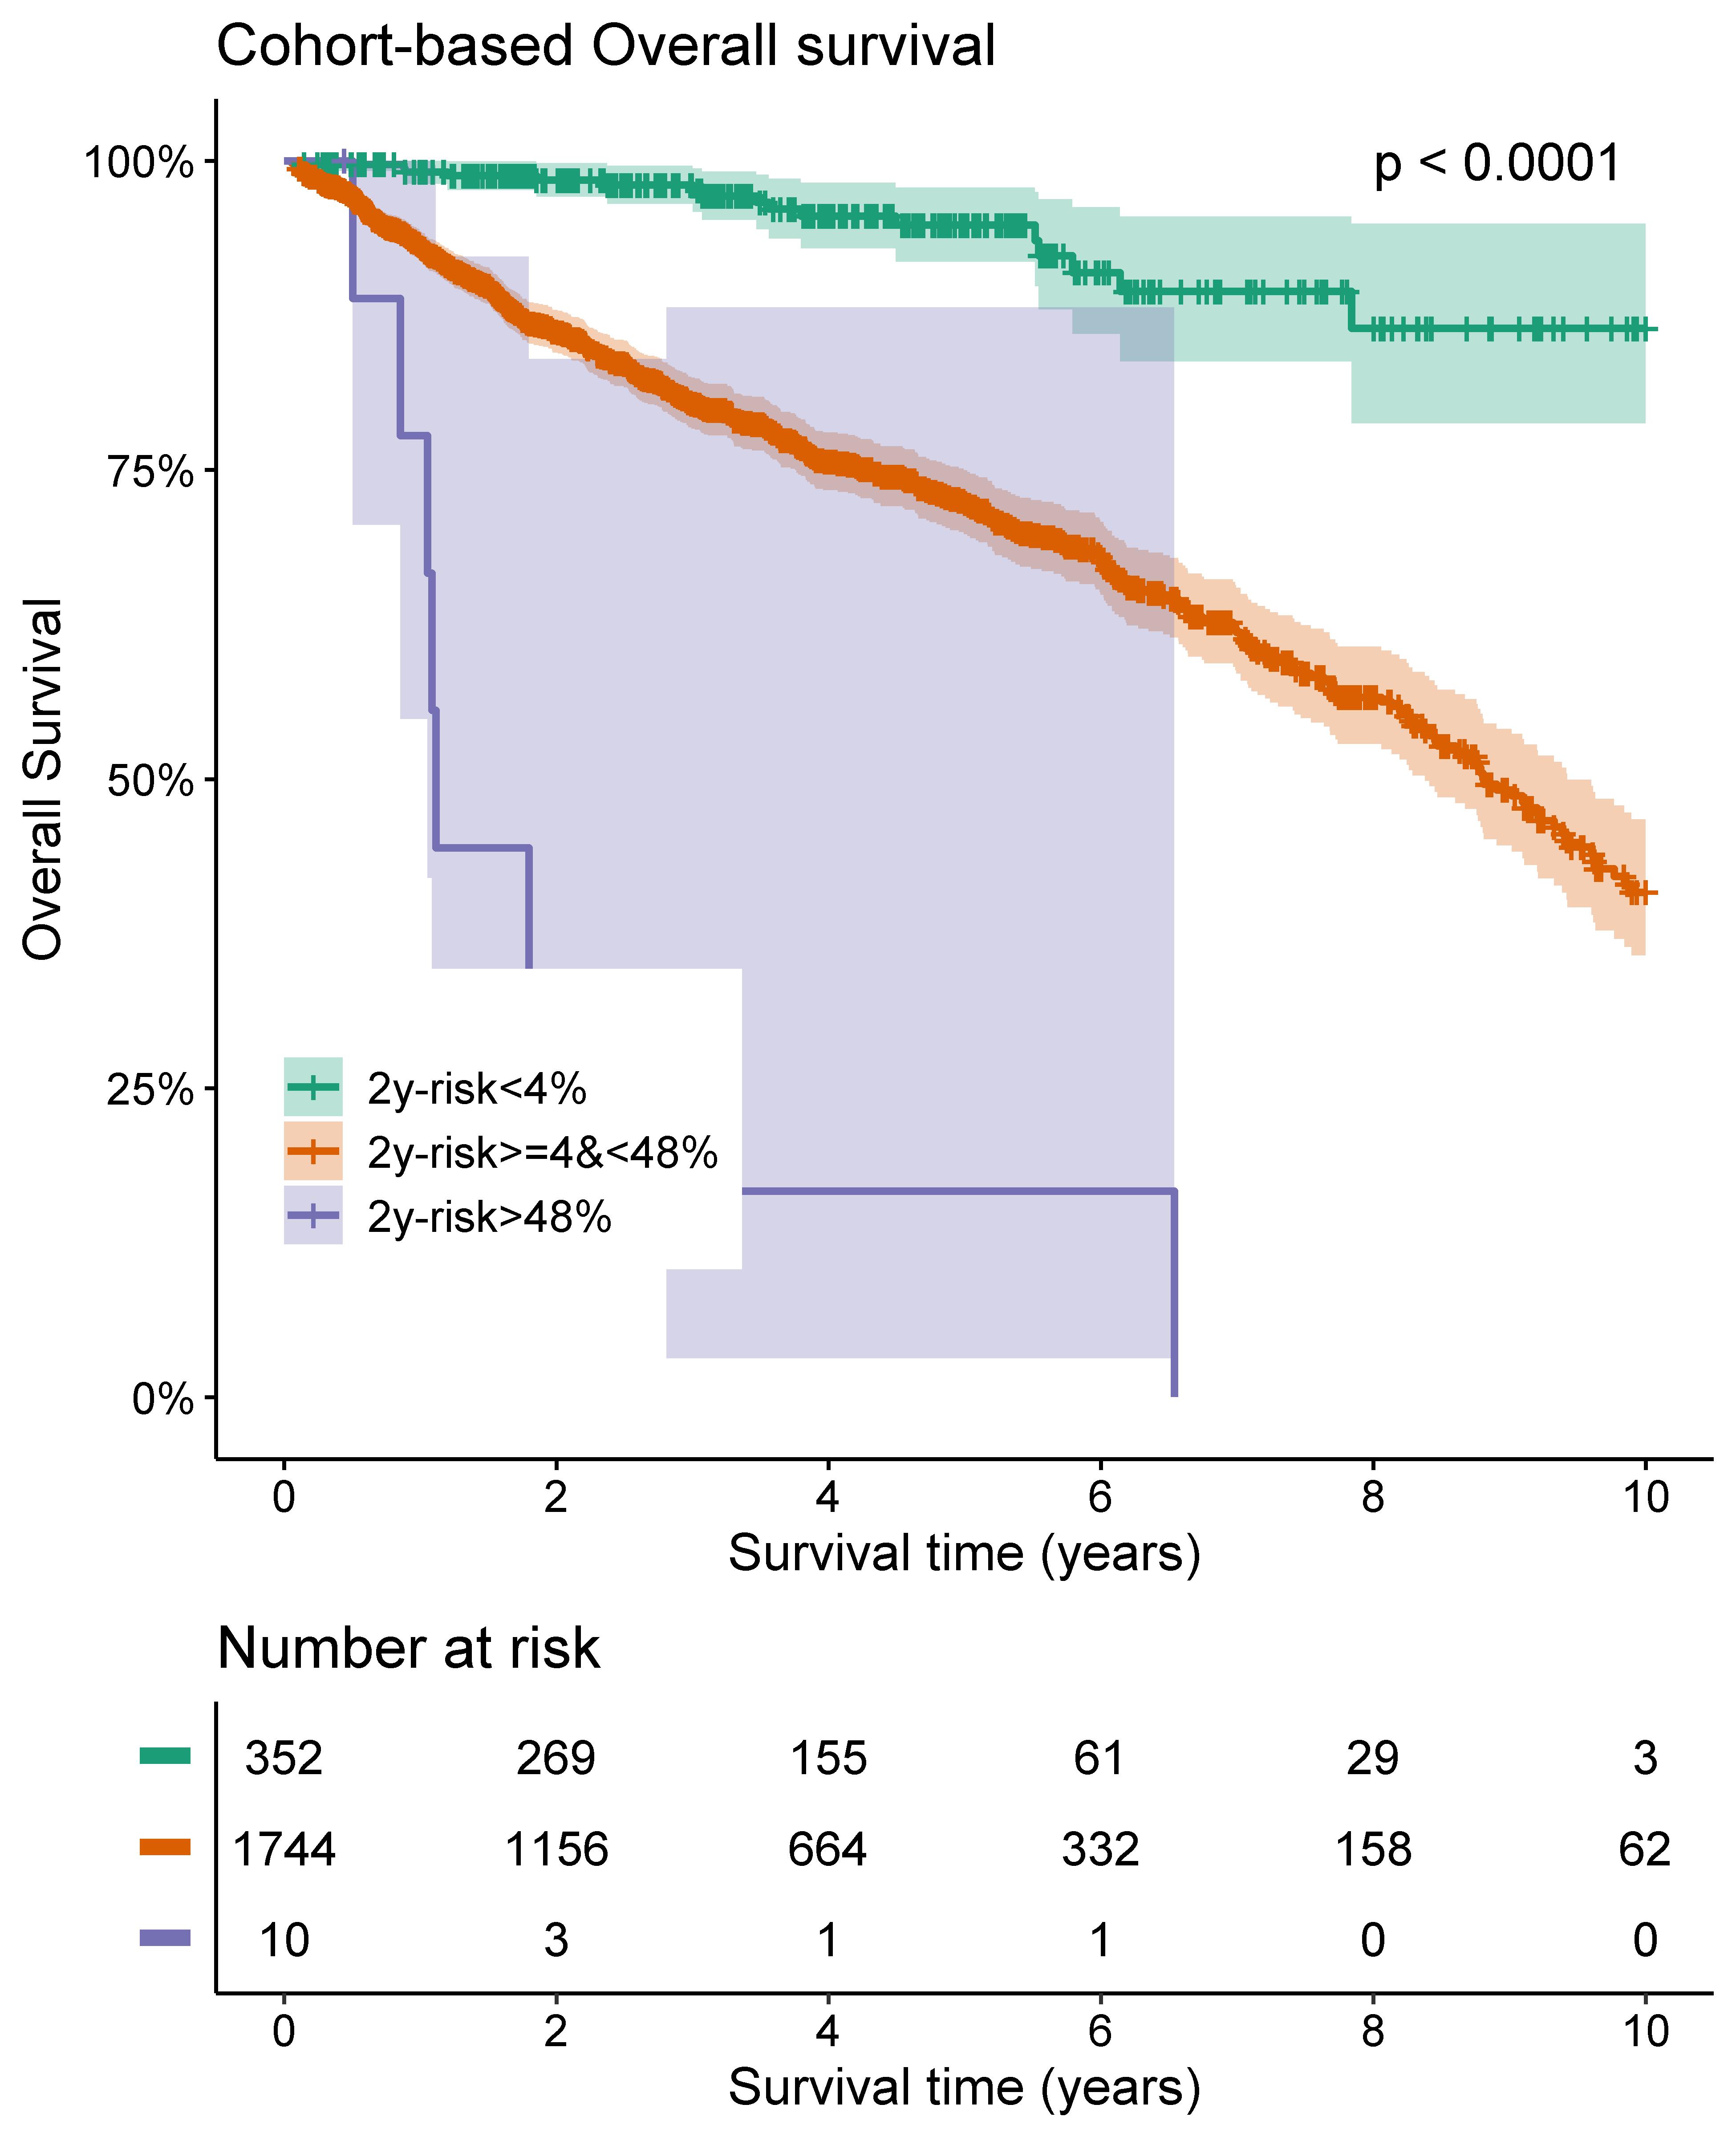 Cohort-based Overall survival
p < 0.0001
100%
75%
50%
25%
0%
Overall Survival
2y-risk<4%
2y-risk>=4&<48%
2y-risk>48%
0 2 4 6 8 10
Survival time (years)
Number at risk
352 269 155 61 29 3
1744 1156 664 332 158 62
10 3 1 1 0 0
0 2 4 6 8 10
Survival time (years)